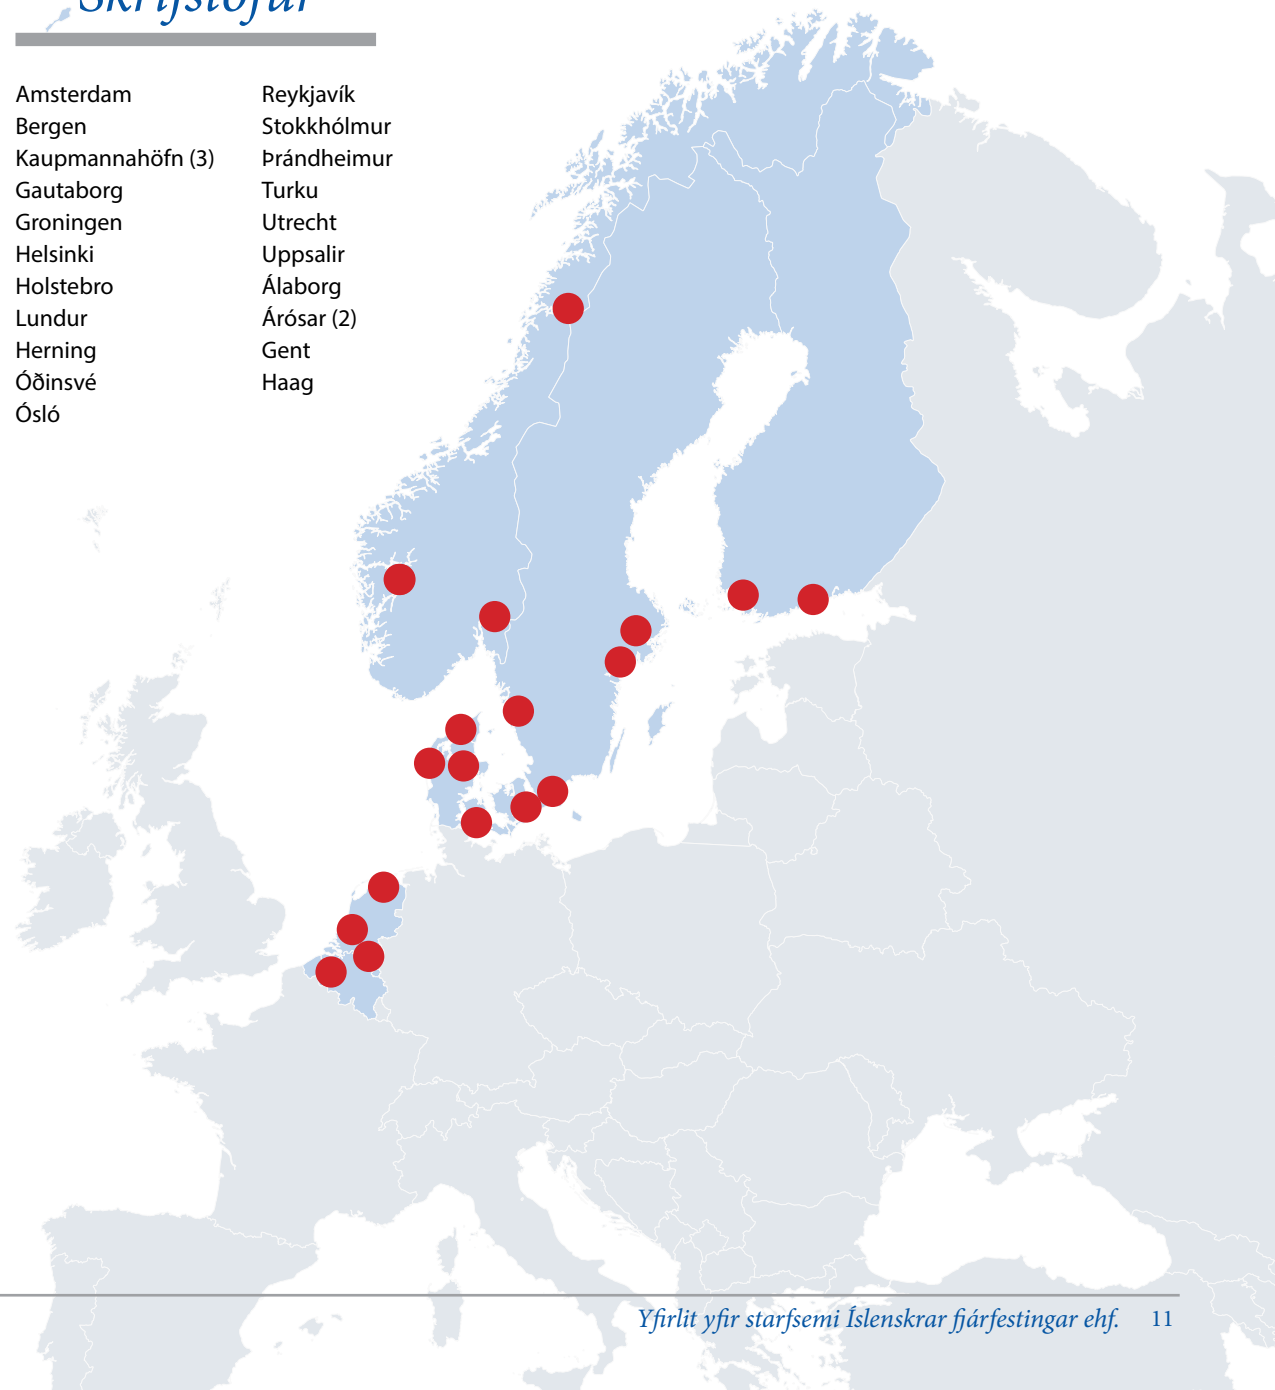 Skrifstofur
Amsterdam
Bergen
Kaupmannahöfn (3)
Gautaborg
Groningen
Helsinki
Holstebro
Lundur
Herning
Óðinsvé
Ósló
Reykjavík
Stokkhólmur
Þrándheimur
Turku
Utrecht
Uppsalir
Álaborg
Árósar (2)
Gent
Haag
Yfirlit yfir starfsemi Íslenskrar fjárfestingar ehf. 11